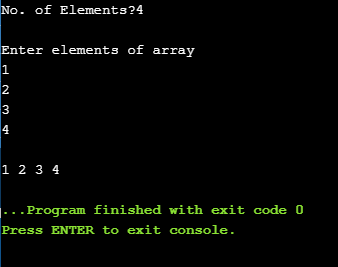 No. of Elements?4
Enter elements of array
1
2
3
4
1 2 3 4
...Program finished with exit code 0
Press ENTER to exit console.